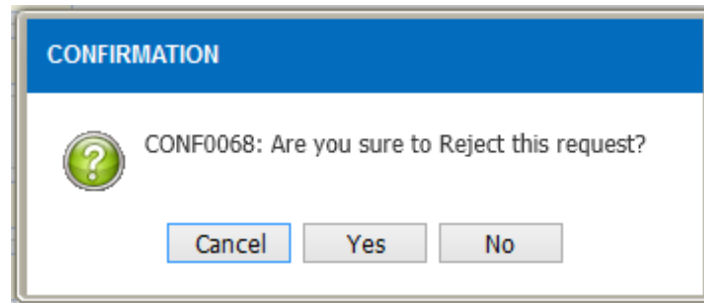 CONFIRMATION
CONF0068: Are you sure to Reject this request?
Cancel Yes No